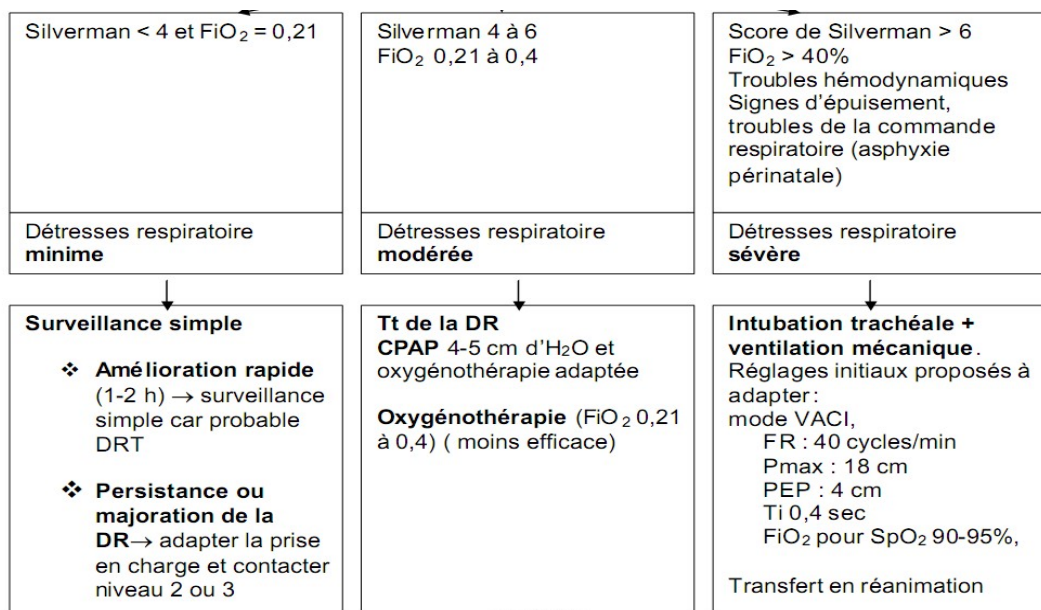 Silverman < 4 et FiO₂ = 0,21
Détresses respiratoire
minime
Surveillance simple
❖ Amélioration rapide
(1-2 h) → surveillance
simple car probable
DRT
❖ Persistance ou
majoration de la
DR→ adapter la prise
en charge et contacter
niveau 2 ou 3
Silverman 4 à 6
FiO₂ 0,21 à 0,4
Détresses respiratoire
modérée
Tt de la DR
CPAP 4-5 cm d'H₂O et
oxygénothérapie adaptée
Oxygénothérapie (FiO₂ 0,21
à 0,4) ( moins efficace)
Score de Silverman > 6
FiO₂ > 40%
Troubles hémodynamiques
Signes d'épuisement,
troubles de la commande
respiratoire (asphyxie
périnatale)
Détresses respiratoire
sévère
Intubation trachéale +
ventilation mécanique.
Réglages initiaux proposés à
adapter:
mode VACI,
FR : 40 cycles/min
Pmax : 18 cm
PEP : 4 cm
Ti 0,4 sec
FiO₂ pour SpO₂ 90-95%,
Transfert en réanimation